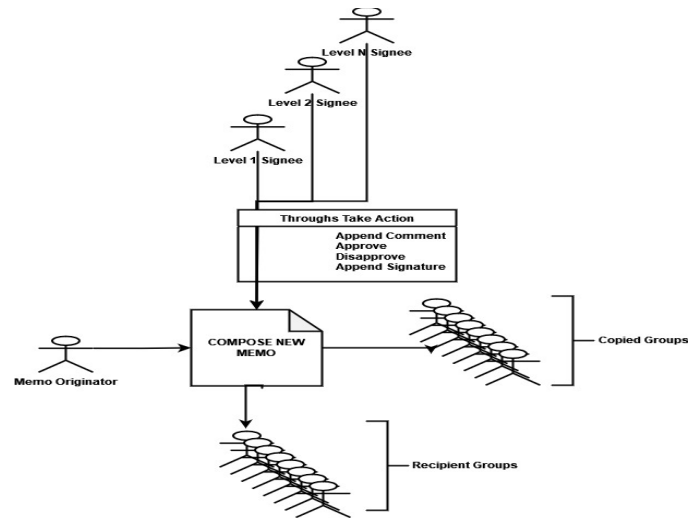 Level N Signee
Level 2 Signee
Level 1 Signee
Throughs Take Action
Append Comment
Approve
Disapprove
Append Signature
COMPOSE NEW
MEMO
Copied Groups
Memo Originator
Recipient Groups